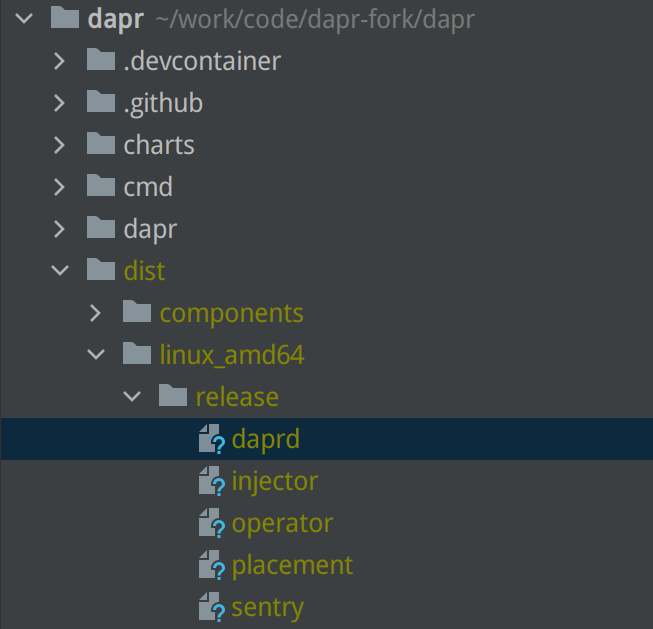 dapr ~/work/code/dapr-fork/dapr
.devcontainer
.github
charts
cmd
dapr
dist
components
linux_amd64
release
daprd
injector
operator
placement
sentry